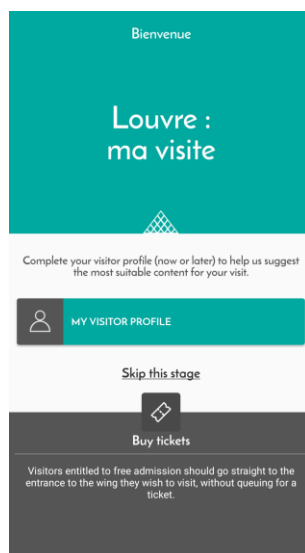 Bienvenue
Louvre :
ma visite
Complete your visitor profile (now or later) to help us suggest
the most suitable content for your visit.
MY VISITOR PROFILE
Skip this stage
Buy tickets
Visitors entitled to free admission should go straight to the
entrance to the wing they wish to visit, without queuing for a
ticket.